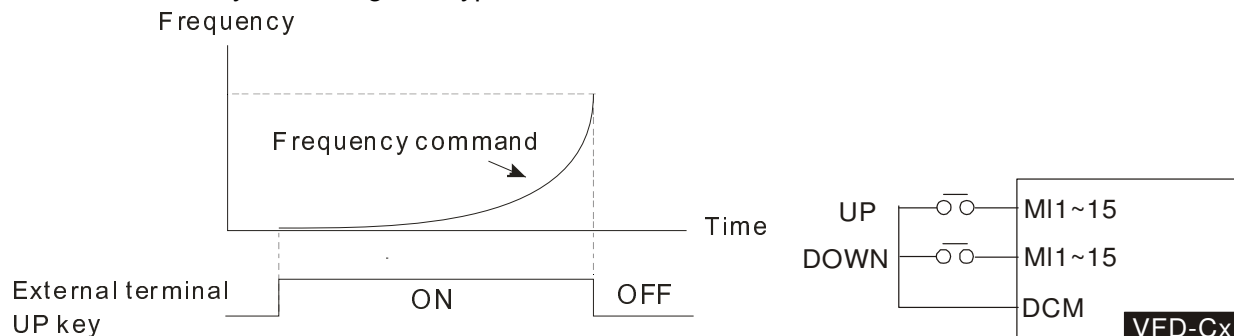 Frequency
Frequency command
Time
External terminal
UP key
ON
OFF
UP
MI1~15
DOWN
MI1~15
DCM
VFD-Cx